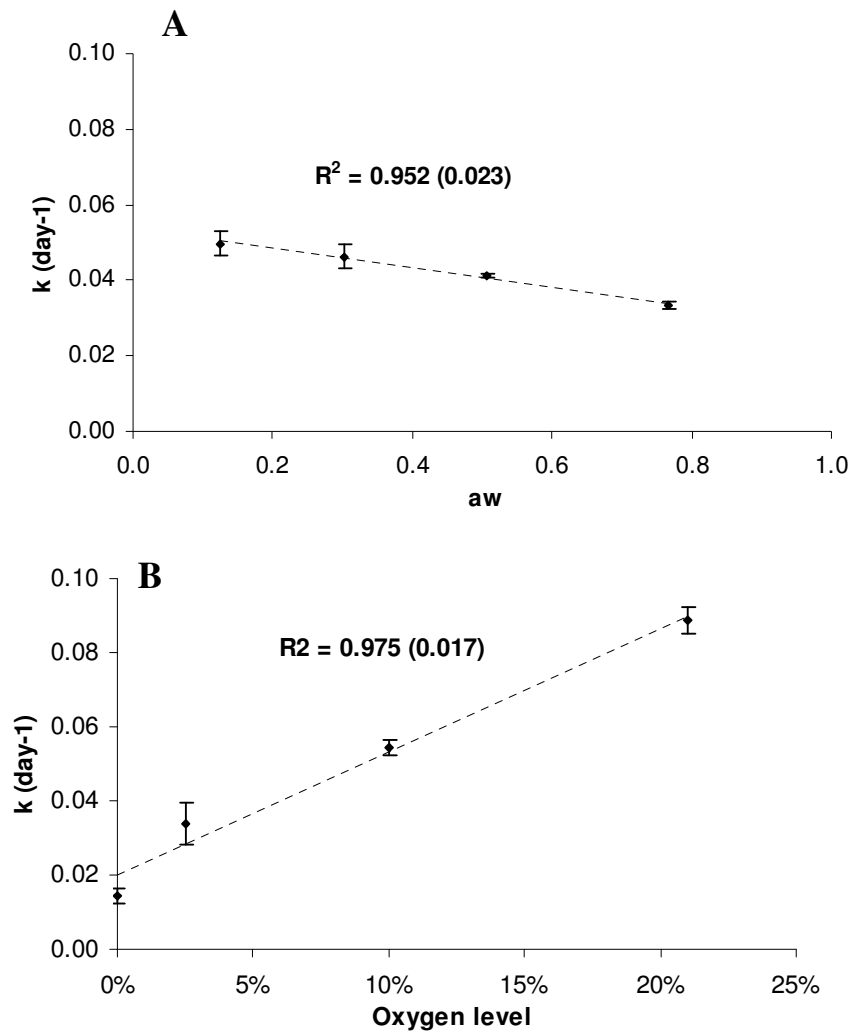 A
0.10
0.08
R² = 0.952 (0.023)
0.06
k (day-1)
0.04
0.02
0.00
0.0 0.2 0.4 0.6 0.8 1.0
aw
B
0.10
R2 = 0.975 (0.017)
0.08
0.06
k (day-1)
0.04
0.02
0.00
0% 5% 10% 15% 20% 25%
Oxygen level